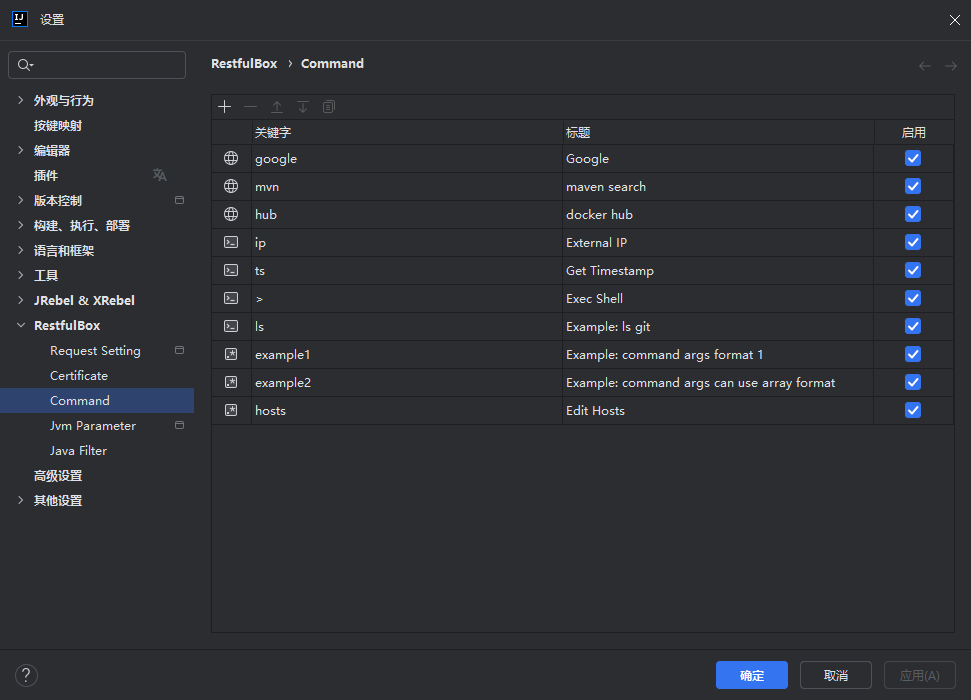 设置
RestfulBox › Command
外观与行为
按键映射
编辑器
插件
版本控制
构建、执行、部署
语言和框架
工具
JRebel & XRebel
RestfulBox
Request Setting
Certificate
Command
Jvm Parameter
Java Filter
高级设置
其他设置
关键字 标题 启用
google Google
mvn maven search
hub docker hub
ip External IP
ts Get Timestamp
> Exec Shell
ls Example: ls git
example1 Example: command args format 1
example2 Example: command args can use array format
hosts Edit Hosts
? 确定 取消 应用(A)